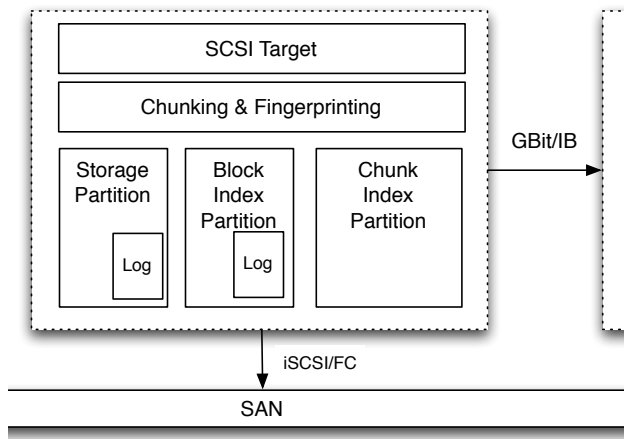 SCSI Target
Chunking & Fingerprinting
Storage
Partition
Log
Block
Index
Partition
Log
Chunk
Index
Partition
GBit/IB
iSCSI/FC
SAN